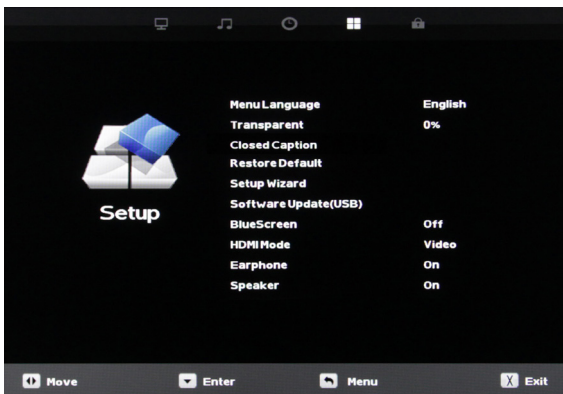 Menu Language English
Transparent 0%
Closed Caption
Restore Default
Setup Wizard
Software Update(USB)
Setup
BlueScreen Off
HDMI Mode Video
Earphone On
Speaker On
Move Enter Menu X Exit